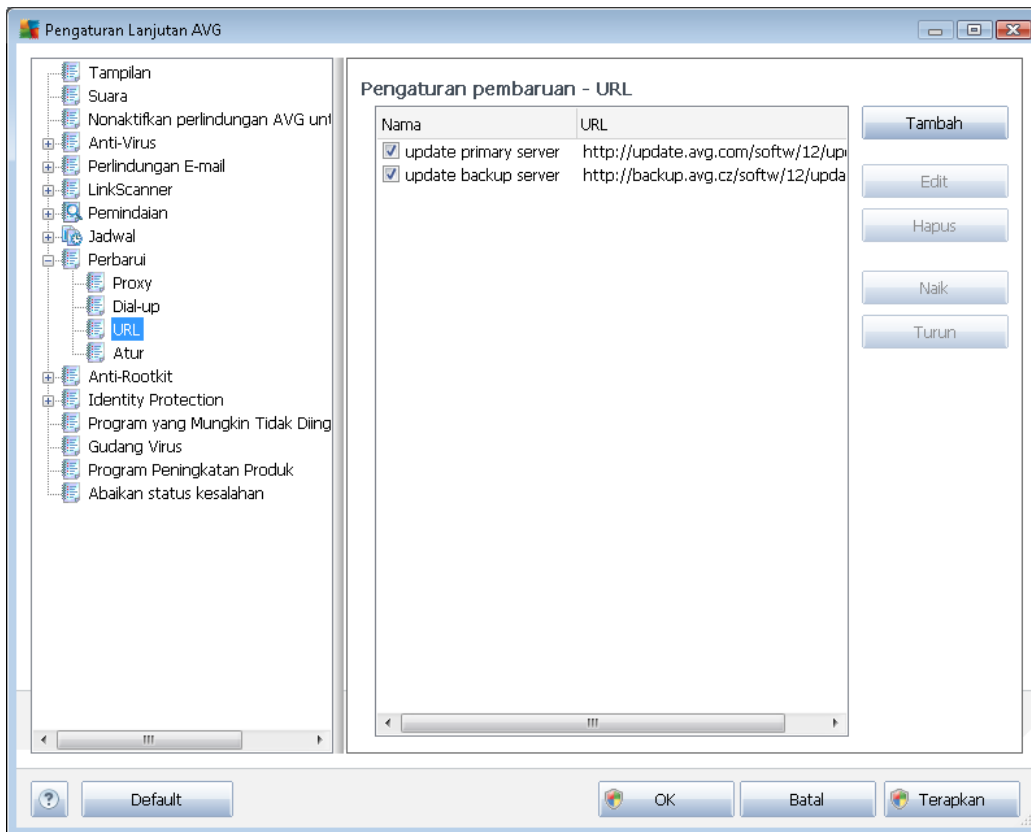 Pengaturan Lanjutan AVG
Tampilan
Suara
Nonaktifkan perlindungan AVG unt
Anti-Virus
Perlindungan E-mail
LinkScanner
Pemindaian
Jadwal
Perbarui
Proxy
Dial-up
URL
Atur
Anti-Rootkit
Identity Protection
Program yang Mungkin Tidak Diing
Gudang Virus
Program Peningkatan Produk
Abaikan status kesalahan
Pengaturan pembaruan - URL
Nama URL
update primary server http://update.avg.com/softw/12/up
update backup server http://backup.avg.cz/softw/12/upda
Tambah
Edit
Hapus
Naik
Turun
? Default OK Batal Terapkan